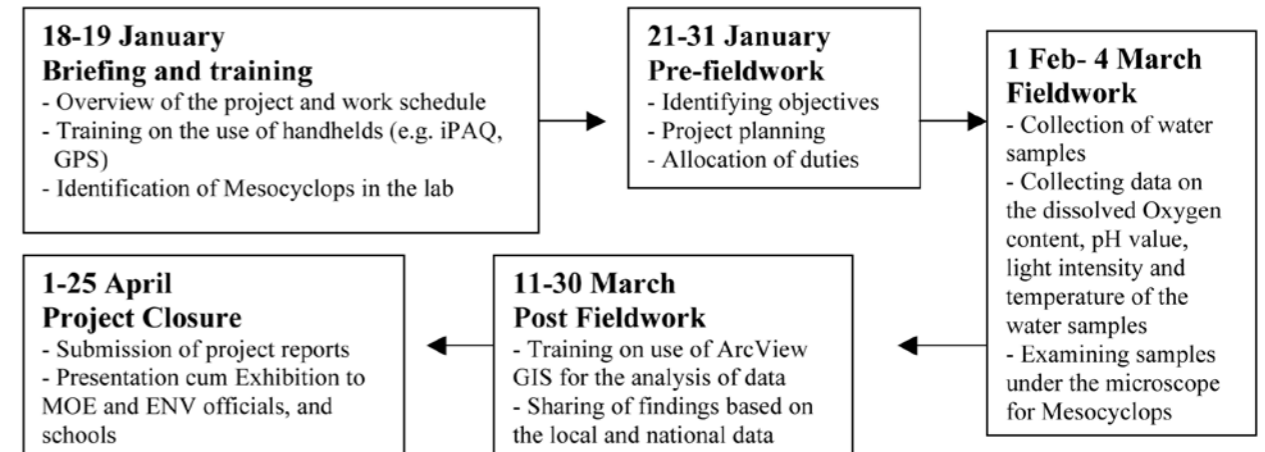 18-19 January
Briefing and training
- Overview of the project and work schedule
- Training on the use of handhelds (e.g. iPAQ,
GPS)
- Identification of Mesocyclops in the lab
21-31 January
Pre-fieldwork
- Identifying objectives
- Project planning
- Allocation of duties
1 Feb- 4 March
Fieldwork
- Collection of water
samples
- Collecting data on
the dissolved Oxygen
content, pH value,
light intensity and
temperature of the
water samples
- Examining samples
under the microscope
for Mesocyclops
11-30 March
Post Fieldwork
- Training on use of ArcView
GIS for the analysis of data
- Sharing of findings based on
the local and national data
1-25 April
Project Closure
- Submission of project reports
- Presentation cum Exhibition to
MOE and ENV officials, and
schools